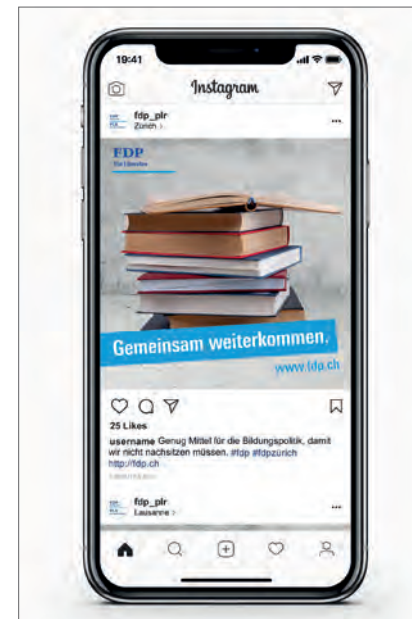 19:41
Instagram
fdp_plr
Zürich >
FDP
Die Liberalen
Gemeinsam weiterkommen.
www.fdp.ch
25 Likes
username Genug Mittel für die Bildungspolitik, damit
wir nicht nachsitzen müssen. #fdp #fdpzürich
http://fdp.ch
fdp_plr
Lausanne >